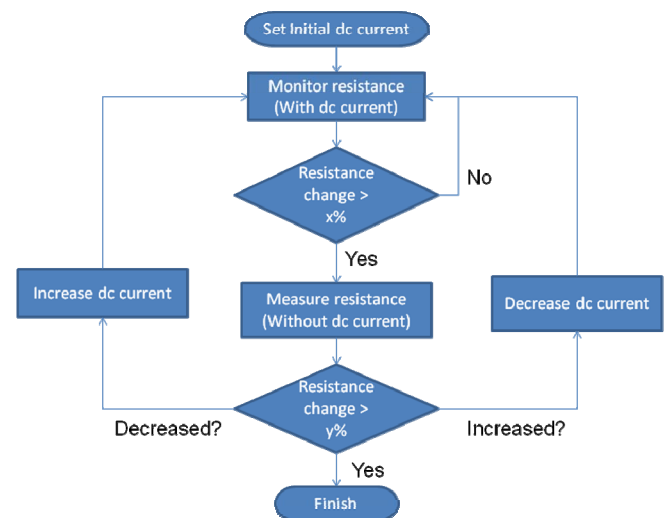 Set Initial dc current
Monitor resistance
(With dc current)
Resistance
change >
x%
No
Yes
Increase dc current
Measure resistance
(Without dc current)
Decrease dc current
Resistance
change >
y%
Decreased?
Increased?
Yes
Finish